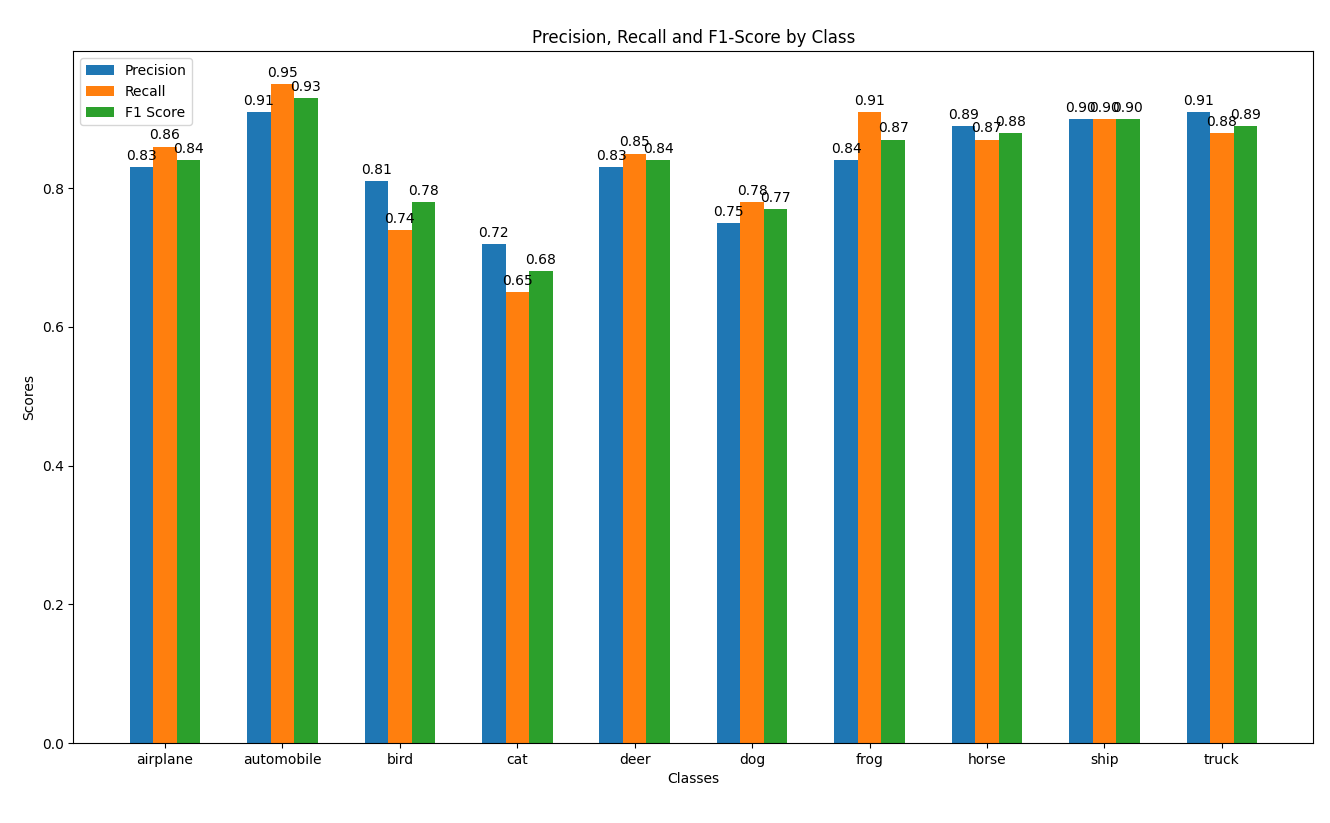 Precision, Recall and F1-Score by Class
Precision
Recall
F1 Score
0.83 0.86 0.84
0.91 0.95 0.93
0.81 0.74 0.78
0.72 0.65 0.68
0.83 0.85 0.84
0.75 0.78 0.77
0.84 0.91 0.87
0.89 0.87 0.88
0.90 0.90 0.90
0.91 0.88 0.89
0.8
0.6
0.4
0.2
0.0
Scores
airplane automobile bird cat deer dog frog horse ship truck
Classes